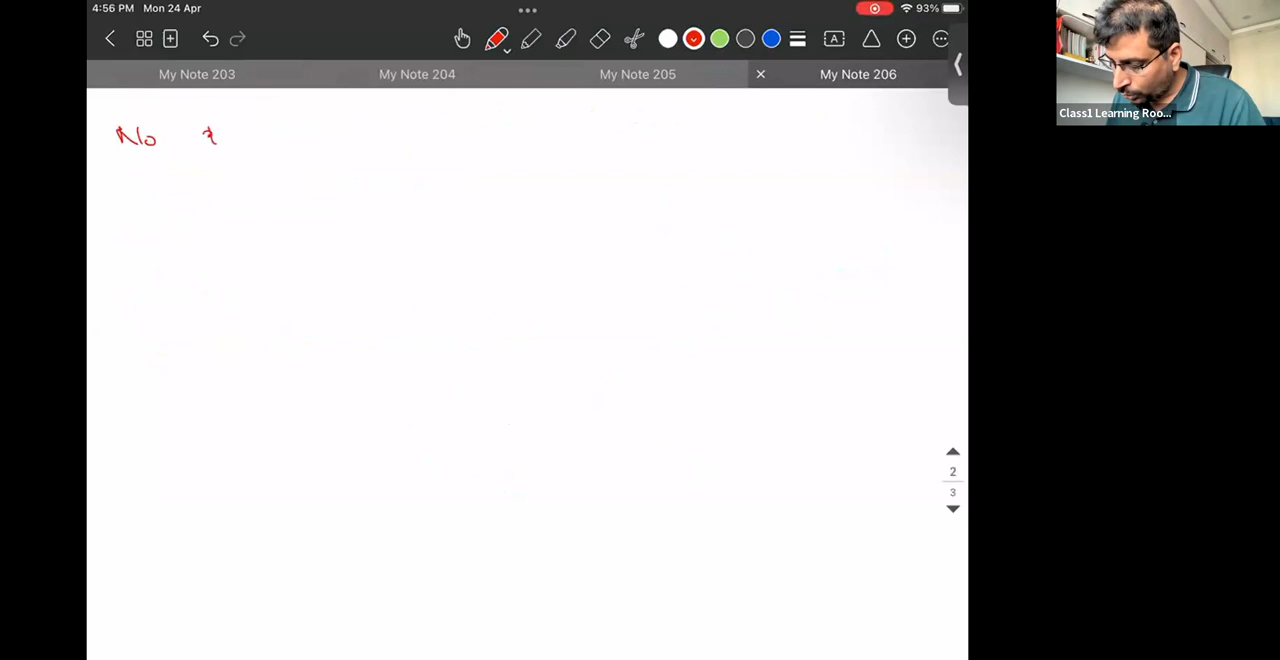 4:56 PM Mon 24 Apr 93%
A
My Note 203 My Note 204 My Note 205 My Note 206
Class1 Learning Roo...
No
2
3